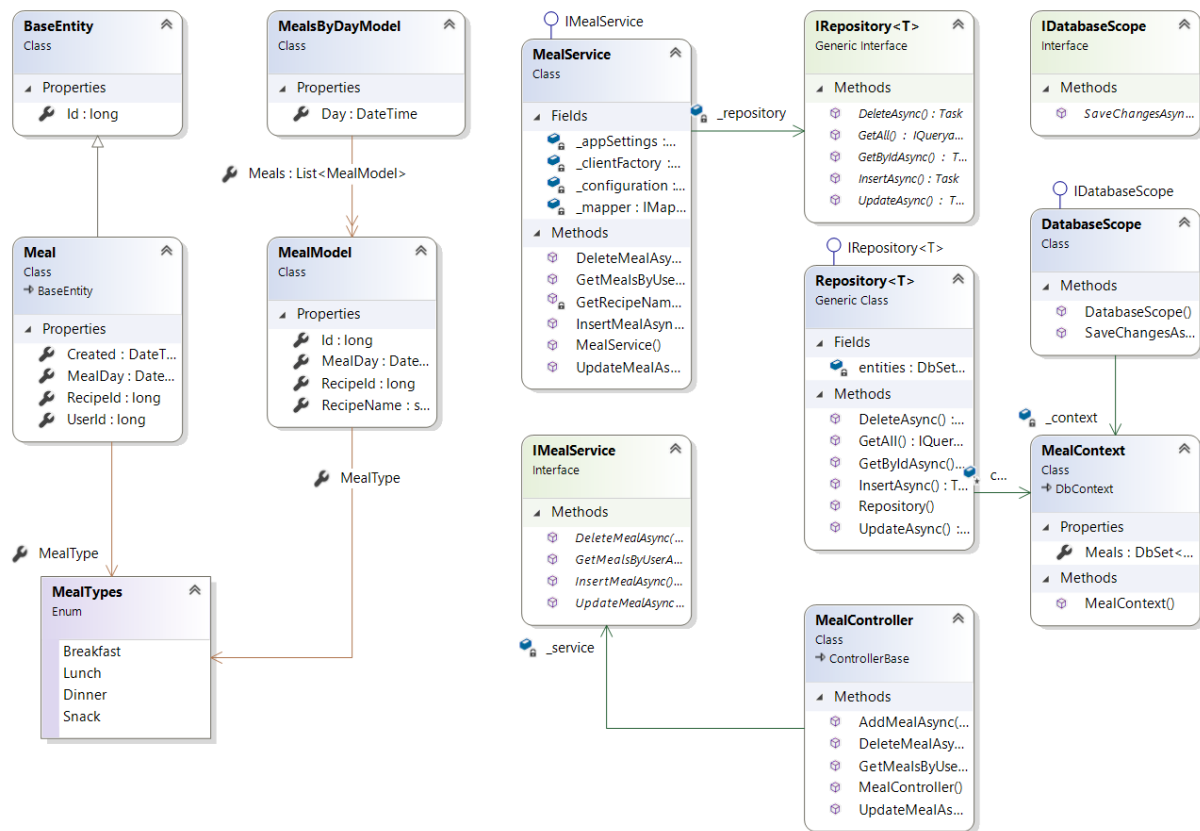 BaseEntity
Class
Properties
Id : long
MealsByDayModel
Class
Properties
Day : DateTime
Meals : List<MealModel>
Meal
Class
BaseEntity
Properties
Created : DateT...
MealDay : Date...
RecipeId : long
UserId : long
MealModel
Class
Properties
Id : long
MealDay : Date...
RecipeId : long
RecipeName : s...
MealType
MealType
MealTypes
Enum
Breakfast
Lunch
Dinner
Snack
IMealService
MealService
Class
Fields
_appSettings :...
_clientFactory :...
_configuration :...
_mapper : IMap...
Methods
DeleteMealAsy...
GetMealsByUse...
GetRecipeNam...
InsertMealAsyn...
MealService()
UpdateMealAs...
_repository
IMealService
Interface
Methods
DeleteMealAsync(...
GetMealsByUserA...
InsertMealAsync()...
UpdateMealAsync...
_service
IRepository<T>
Generic Interface
Methods
DeleteAsync() : Task
GetAll() : IQuerya...
GetByIdAsync() : T...
InsertAsync() : Task
UpdateAsync() : T...
IRepository<T>
Repository<T>
Generic Class
Fields
entities : DbSet...
Methods
DeleteAsync() :...
GetAll() : IQuer...
GetByIdAsync()...
InsertAsync() : T...
Repository()
UpdateAsync() :...
c...
MealController
Class
ControllerBase
Methods
AddMealAsync(...
DeleteMealAsy...
GetMealsByUse...
MealController()
UpdateMealAs...
IDatabaseScope
Interface
Methods
SaveChangesAsyn...
IDatabaseScope
DatabaseScope
Class
Methods
DatabaseScope()
SaveChangesAs...
_context
MealContext
Class
DbContext
Properties
Meals : DbSet<...
Methods
MealContext()